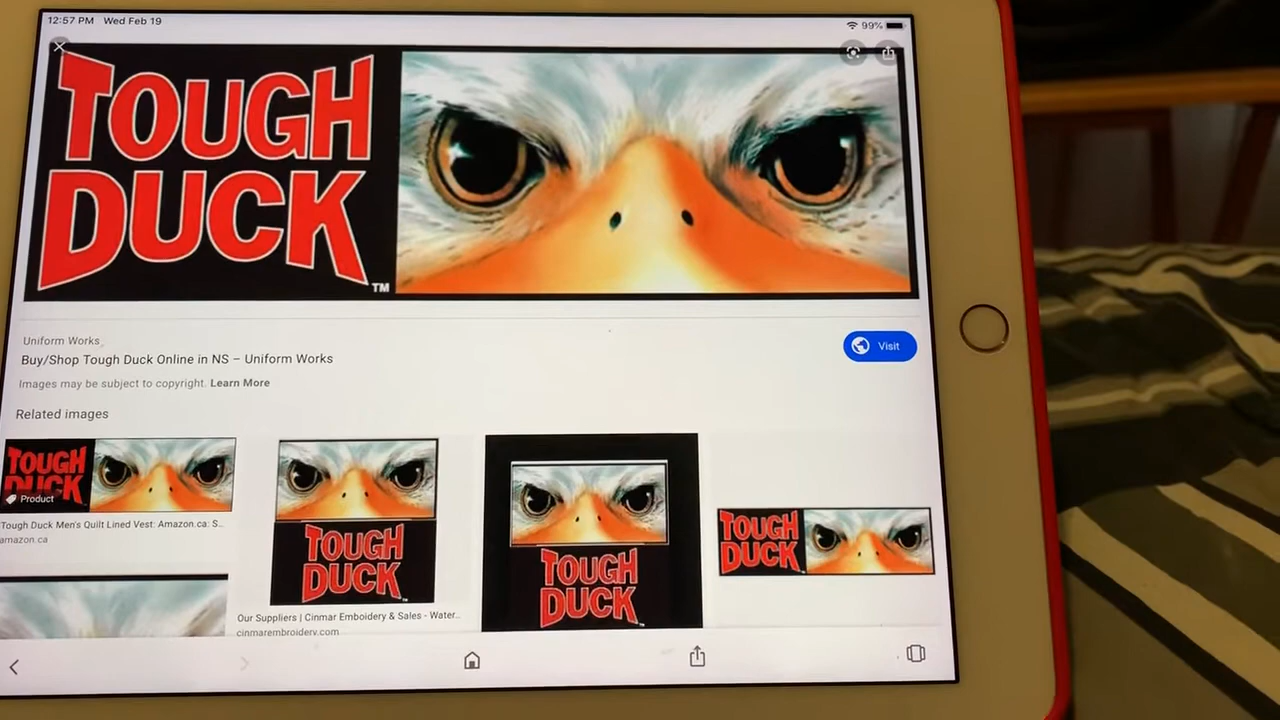 12:57 PM Wed Feb 19
99%
TOUGH
DUCK
TM
Uniform Works
Buy/Shop Tough Duck Online in NS – Uniform Works
Visit
Images may be subject to copyright. Learn More
Related images
TOUGH
DUCK
Product
Tough Duck Men's Quilt Lined Vest: Amazon.ca: S...
amazon.ca
TOUGH
DUCK
Our Suppliers | Cinmar Emboidery & Sales - Water...
cinmarembroidery.com
TOUGH
DUCK
TOUGH
DUCK